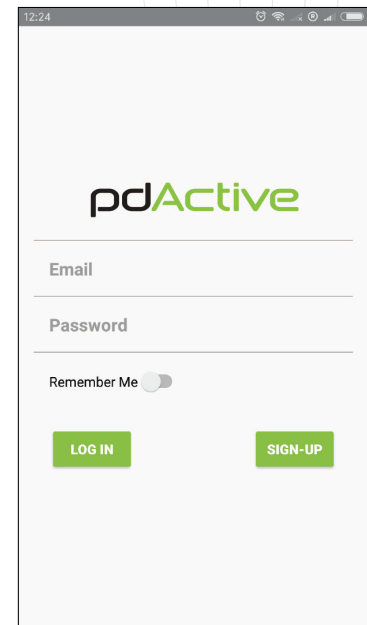 12:24
pdActive
Email
Password
Remember Me
LOG IN SIGN-UP